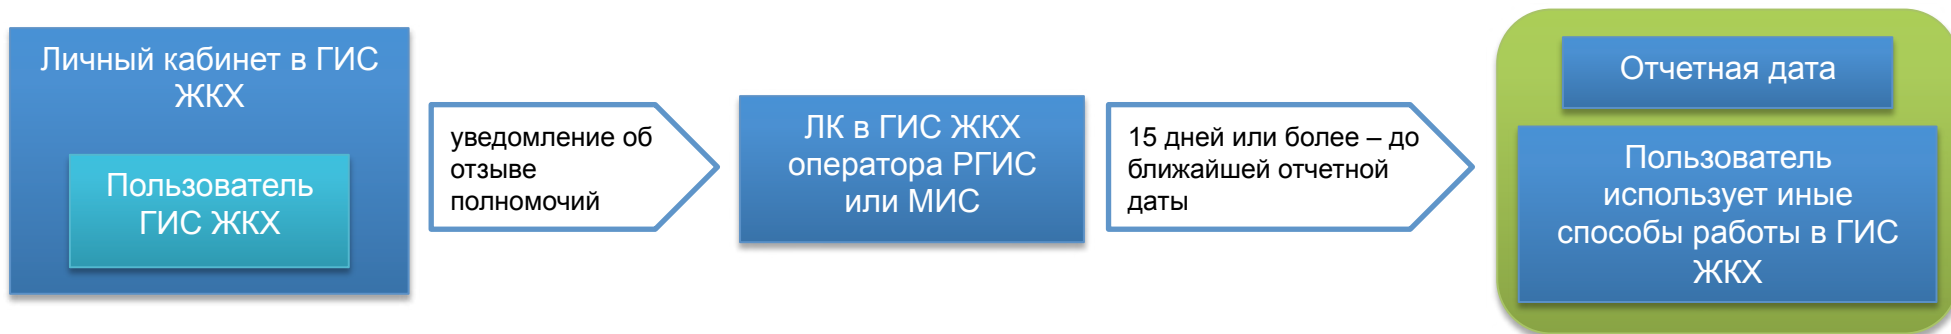 Личный кабинет в ГИС
ЖКХ
Пользователь
ГИС ЖКХ
уведомление об
отзыве
полномочий
ЛК в ГИС ЖКХ
оператора РГИС
или МИС
15 дней или более – до
ближайшей отчетной
даты
Отчетная дата
Пользователь
использует иные
способы работы в ГИС
ЖКХ